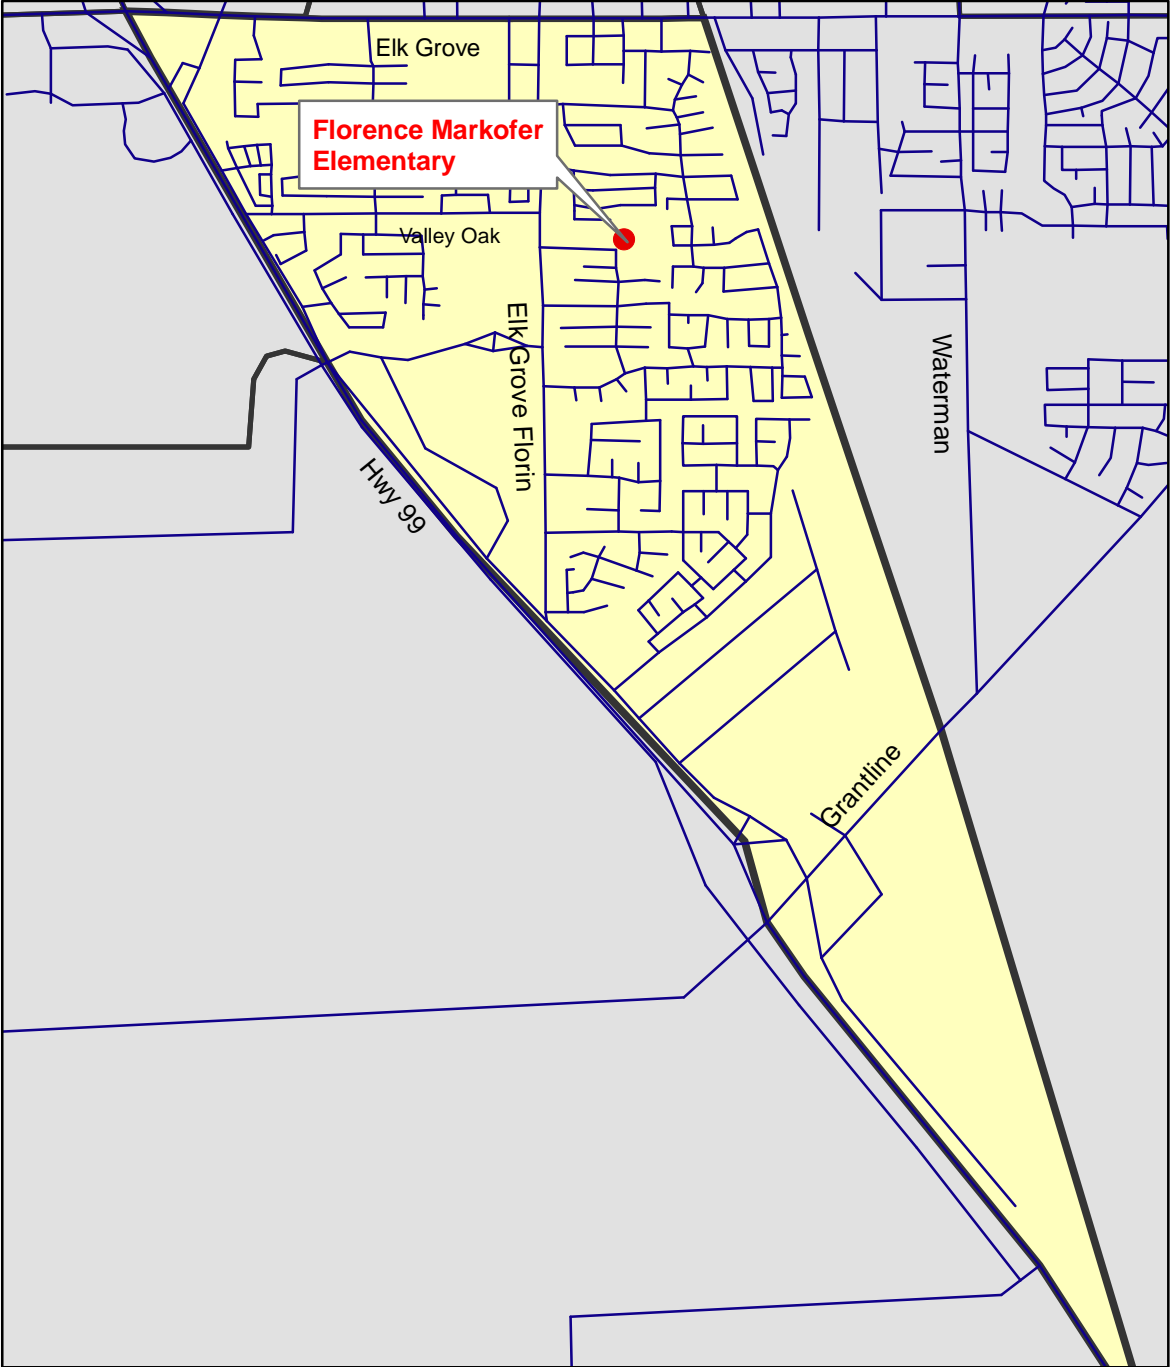 Elk Grove
Florence Markofer
Elementary
Valley Oak
Elk Grove Florin
Waterman
Hwy 99
Grantline